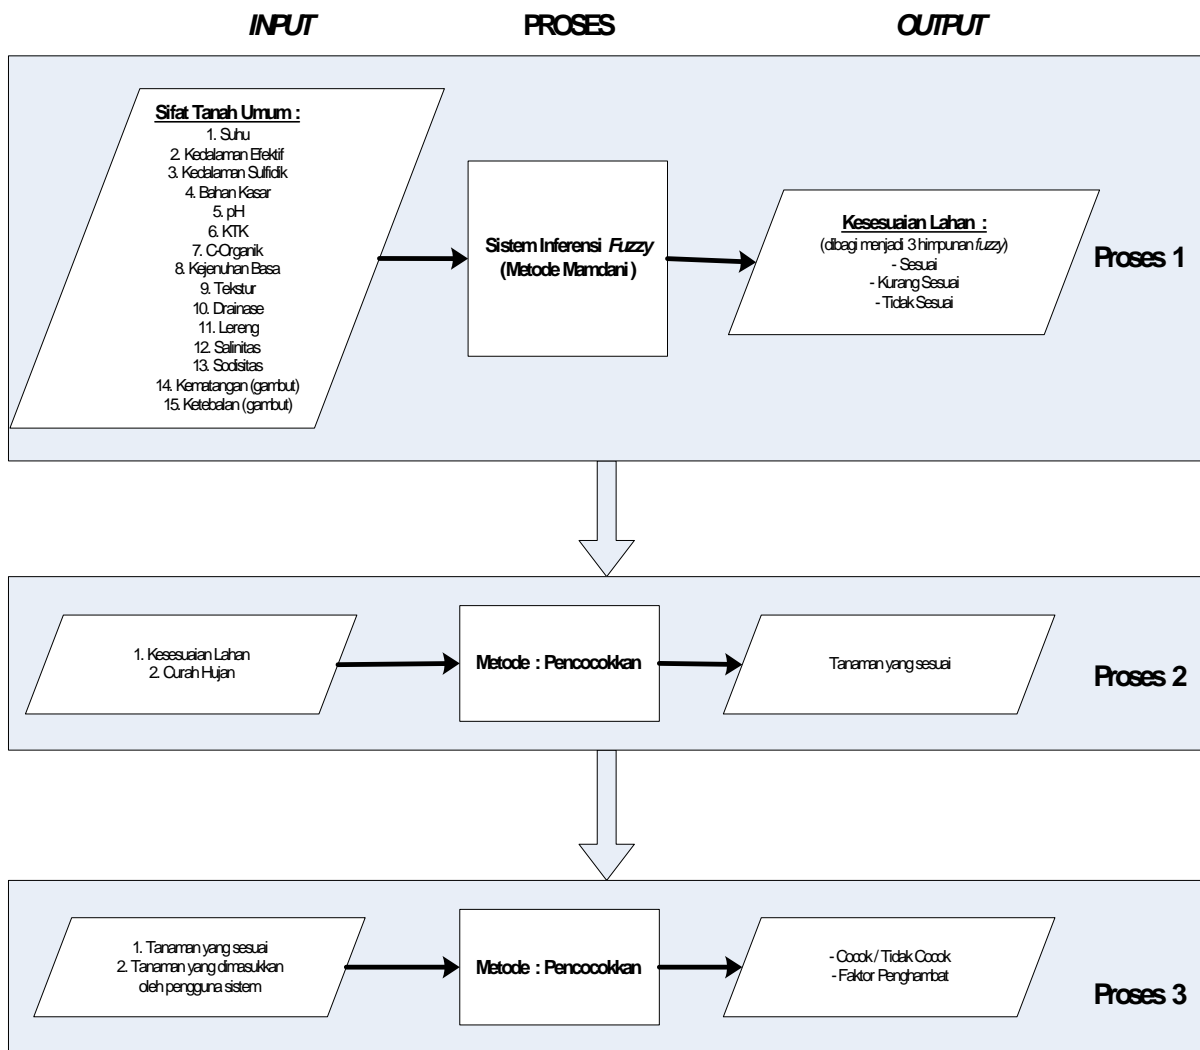 INPUT
PROSES
OUTPUT
Sifat Tanah Umum :
1. Suhu
2. Kedalaman Efektif
3. Kedalaman Sulfidik
4. Bahan Kasar
5. pH
6. KTK
7. C-Organik
8. Kejenuhan Basa
9. Tekstur
10. Drainase
11. Lereng
12. Salinitas
13. Sodisitas
14. Kematangan (gambut)
15. Ketebalan (gambut)
Sistem Inferensi Fuzzy
(Metode Mamdani )
Kesesuaian Lahan :
(dibagi menjadi 3 himpunan fuzzy)
- Sesuai
- Kurang Sesuai
- Tidak Sesuai
Proses 1
1. Kesesuaian Lahan
2. Curah Hujan
Metode : Pencocokkan
Tanaman yang sesuai
Proses 2
1. Tanaman yang sesuai
2. Tanaman yang dimasukkan
oleh pengguna sistem
Metode : Pencocokkan
- Cocok / Tidak Cocok
- Faktor Penghambat
Proses 3